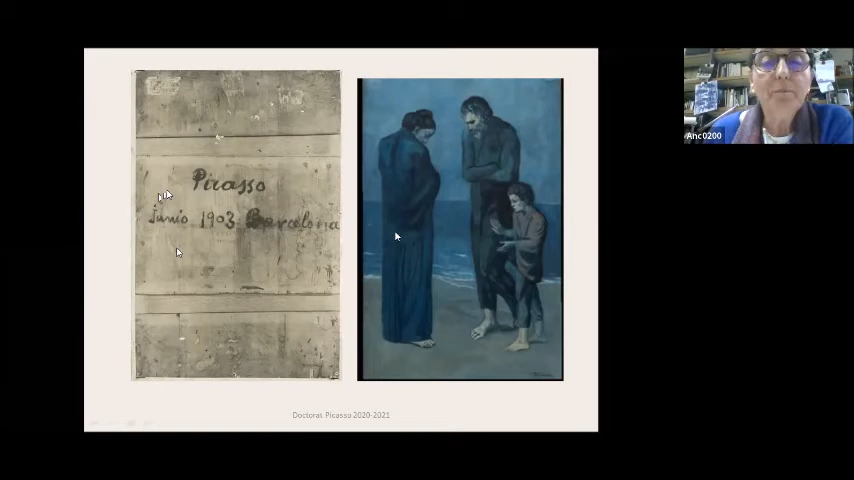 Picasso
Junio 1903 Barcelona
Doctorat Picasso 2020-2021
Anc0200